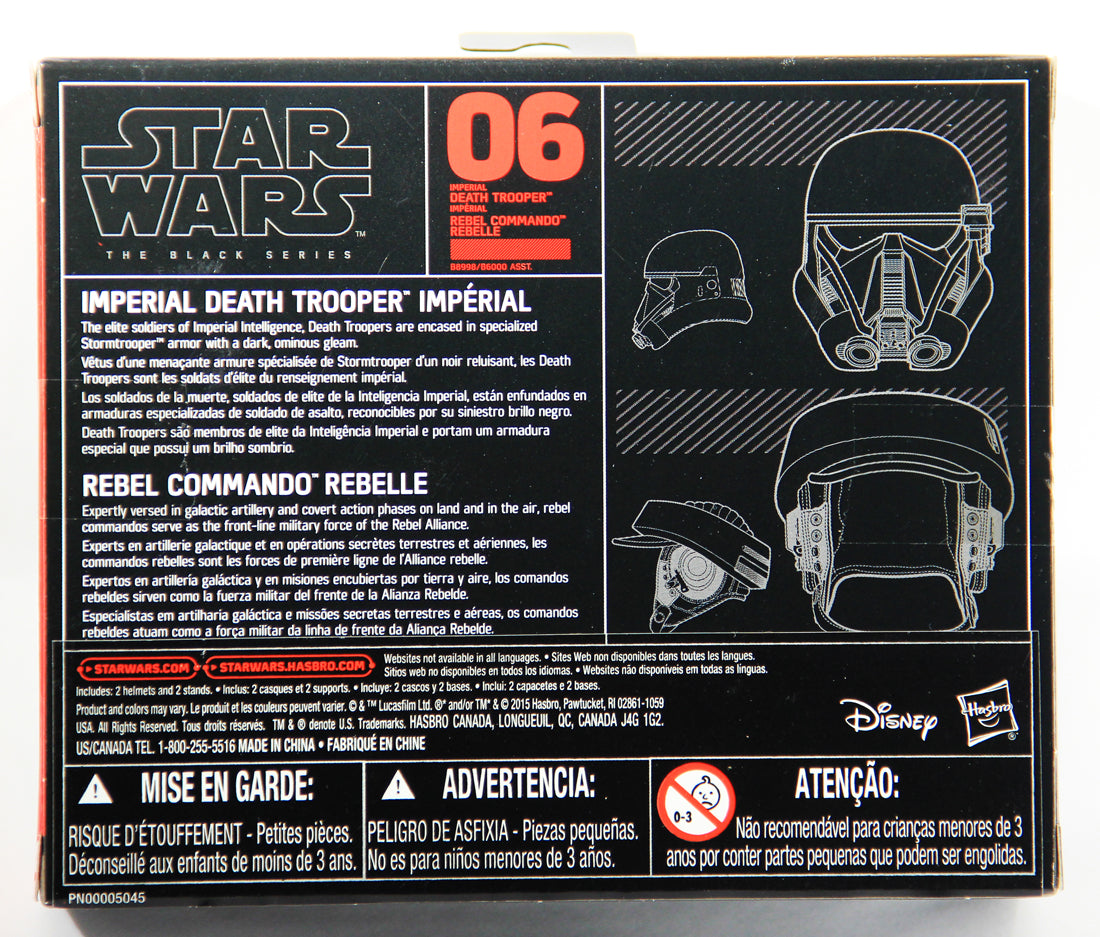 STAR
WARS™
THE BLACK SERIES
06
IMPERIAL
DEATH TROOPER™
IMPÉRIAL
REBEL COMMANDO™
REBELLE
B8998/B6000 ASST.
IMPERIAL DEATH TROOPER™ IMPÉRIAL
The elite soldiers of Imperial Intelligence, Death Troopers are encased in specialized
Stormtrooper™ armor with a dark, ominous gleam.
Vêtus d'une menaçante armure spécialisée de Stormtrooper d'un noir reluisant, les Death
Troopers sont les soldats d'élite du renseignement impérial.
Los soldados de la muerte, soldados de elite de la Inteligencia Imperial, están enfundados en
armaduras especializadas de soldado de asalto, reconocibles por su siniestro brillo negro.
Death Troopers são membros de elite da Inteligência Imperial e portam um armadura
especial que possui um brilho sombrio.
REBEL COMMANDO™ REBELLE
Expertly versed in galactic artillery and covert action phases on land and in the air, rebel
commandos serve as the front-line military force of the Rebel Alliance.
Experts en artillerie galactique et en opérations secrètes terrestres et aériennes, les
commandos rebelles sont les forces de première ligne de l'Alliance rebelle.
Expertos en artillería galáctica y en misiones encubiertas por tierra y aire, los comandos
rebeldes sirven como la fuerza militar del frente de la Alianza Rebelde.
Especialistas em artilharia galáctica e missões secretas terrestres e aéreas, os comandos
rebeldes atuam como a força militar da linha de frente da Aliança Rebelde.
STARWARS.COM STARWARS.HASBRO.COM
Websites not available in all languages. • Sites Web non disponibles dans toutes les langues.
Sitios web no disponibles en todos los idiomas. • Websites não disponíveis em todas as línguas.
Includes: 2 helmets and 2 stands. • Inclus: 2 casques et 2 supports. • Incluye: 2 cascos y 2 bases. • Inclui: 2 capacetes e 2 bases.
Product and colors may vary. Le produit et les couleurs peuvent varier. © & ™ Lucasfilm Ltd. ®* and/or TM* & © 2015 Hasbro, Pawtucket, RI 02861-1059
USA. All Rights Reserved. Tous droits réservés. TM & ® denote U.S. Trademarks. HASBRO CANADA, LONGUEUIL, QC, CANADA J4G 1G2.
US/CANADA TEL. 1-800-255-5516 MADE IN CHINA • FABRIQUÉ EN CHINE
Disney
Hasbro®
MISE EN GARDE:
RISQUE D'ÉTOUFFEMENT - Petites pièces.
Déconseillé aux enfants de moins de 3 ans.
ADVERTENCIA:
PELIGRO DE ASFIXIA - Piezas pequeñas.
No es para niños menores de 3 años.
0-3
ATENÇÃO:
Não recomendável para crianças menores de 3
anos por conter partes pequenas que podem ser engolidas.
PN00005045